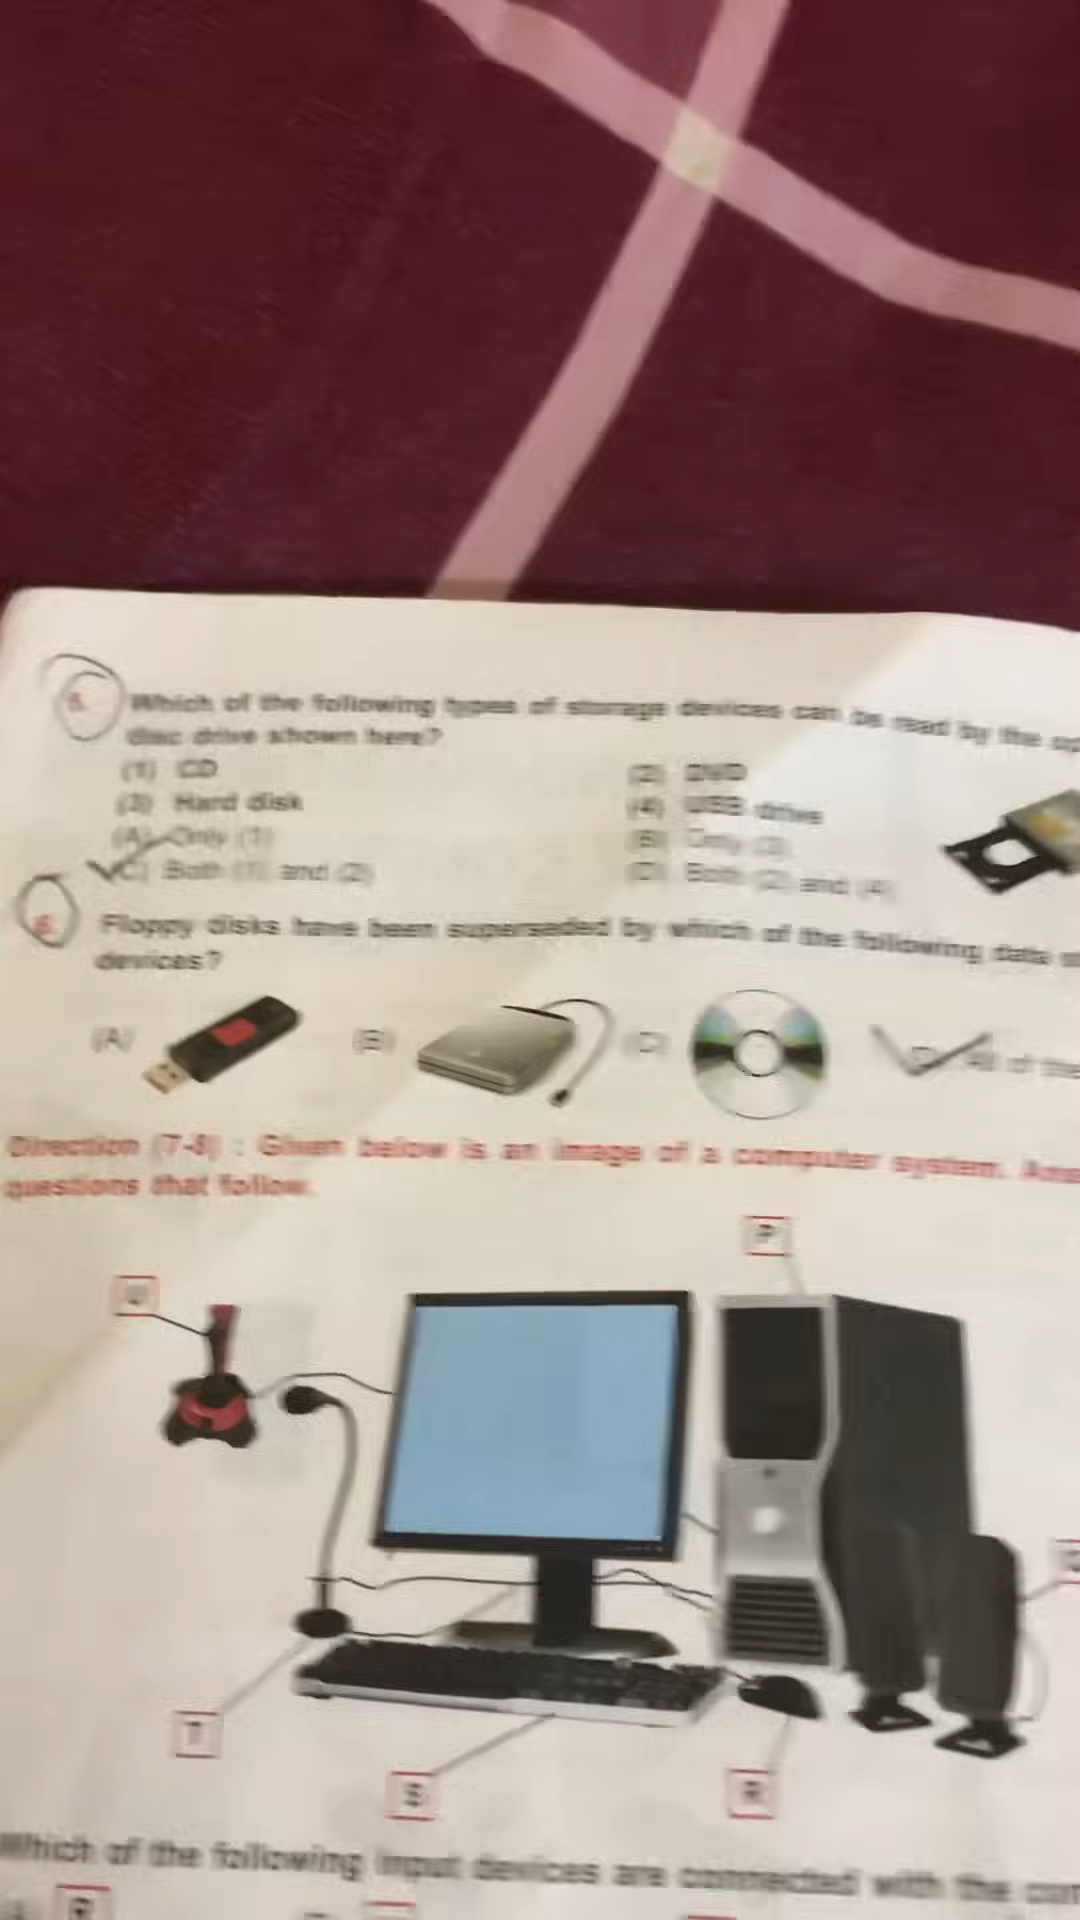 5. Which of the following types of storage devices can be read by the
disc drive shown here?
(1) CD (2) DVD
(3) Hard disk (4) USB drive
(A) Only (1) (B) Only (3)
(C) Both (1) and (2) (D) Both (2) and (4)
6. Floppy disks have been superseded by which of the following data
devices?
(A) (B) (C) (D) All of the
Direction (7-8) : Given below is an image of a computer system.
questions that follow.
P
U
T
S
R
Which of the following input devices are connected with the
R